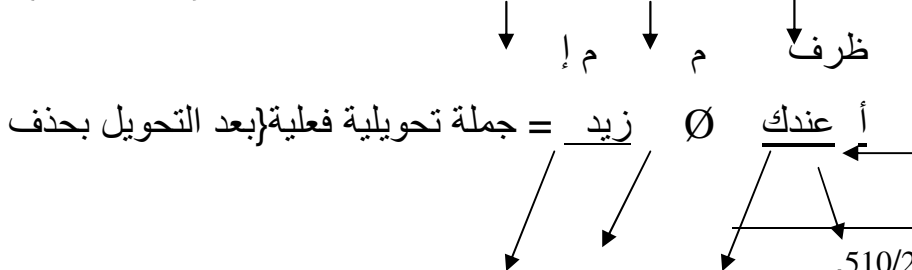 ظرف م م إ
أ عندك Ø زيد = جملة تحويلية فعلية{بعد التحويل بحذف
510/2.